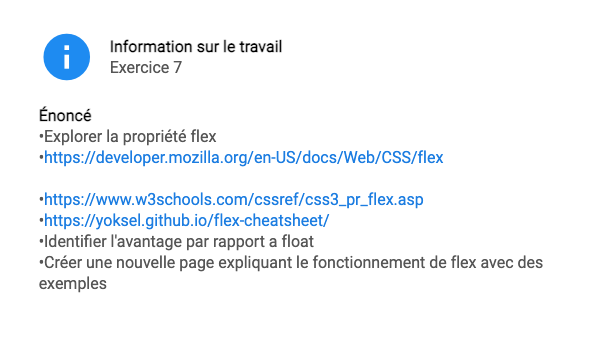 Information sur le travail
Exercice 7
Énoncé
•Explorer la propriété flex
•https://developer.mozilla.org/en-US/docs/Web/CSS/flex
•https://www.w3schools.com/cssref/css3_pr_flex.asp
•https://yoksel.github.io/flex-cheatsheet/
•Identifier l'avantage par rapport a float
•Créer une nouvelle page expliquant le fonctionnement de flex avec des
exemples